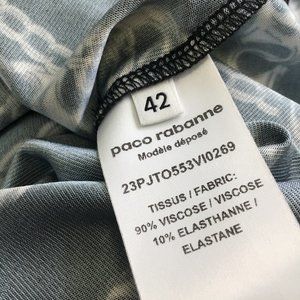 42
paco rabanne
Modèle déposé
23PJTO553VI0269
TISSUS / FABRIC:
90% VISCOSE / VISCOSE
10% ELASTHANNE /
ELASTANE